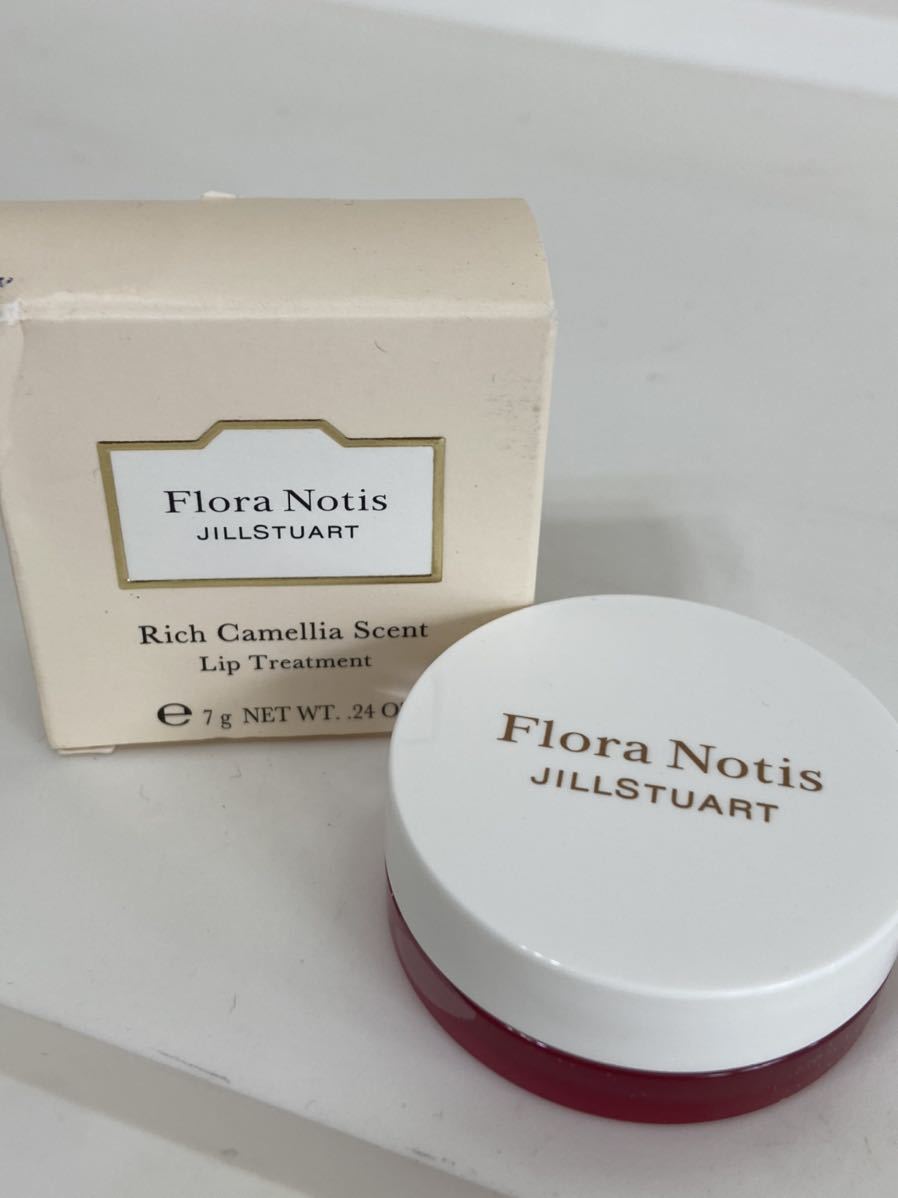 Flora Notis
JILLSTUART
Rich Camellia Scent
Lip Treatment
℮ 7 g NET WT. .24
Flora Notis
JILLSTUART